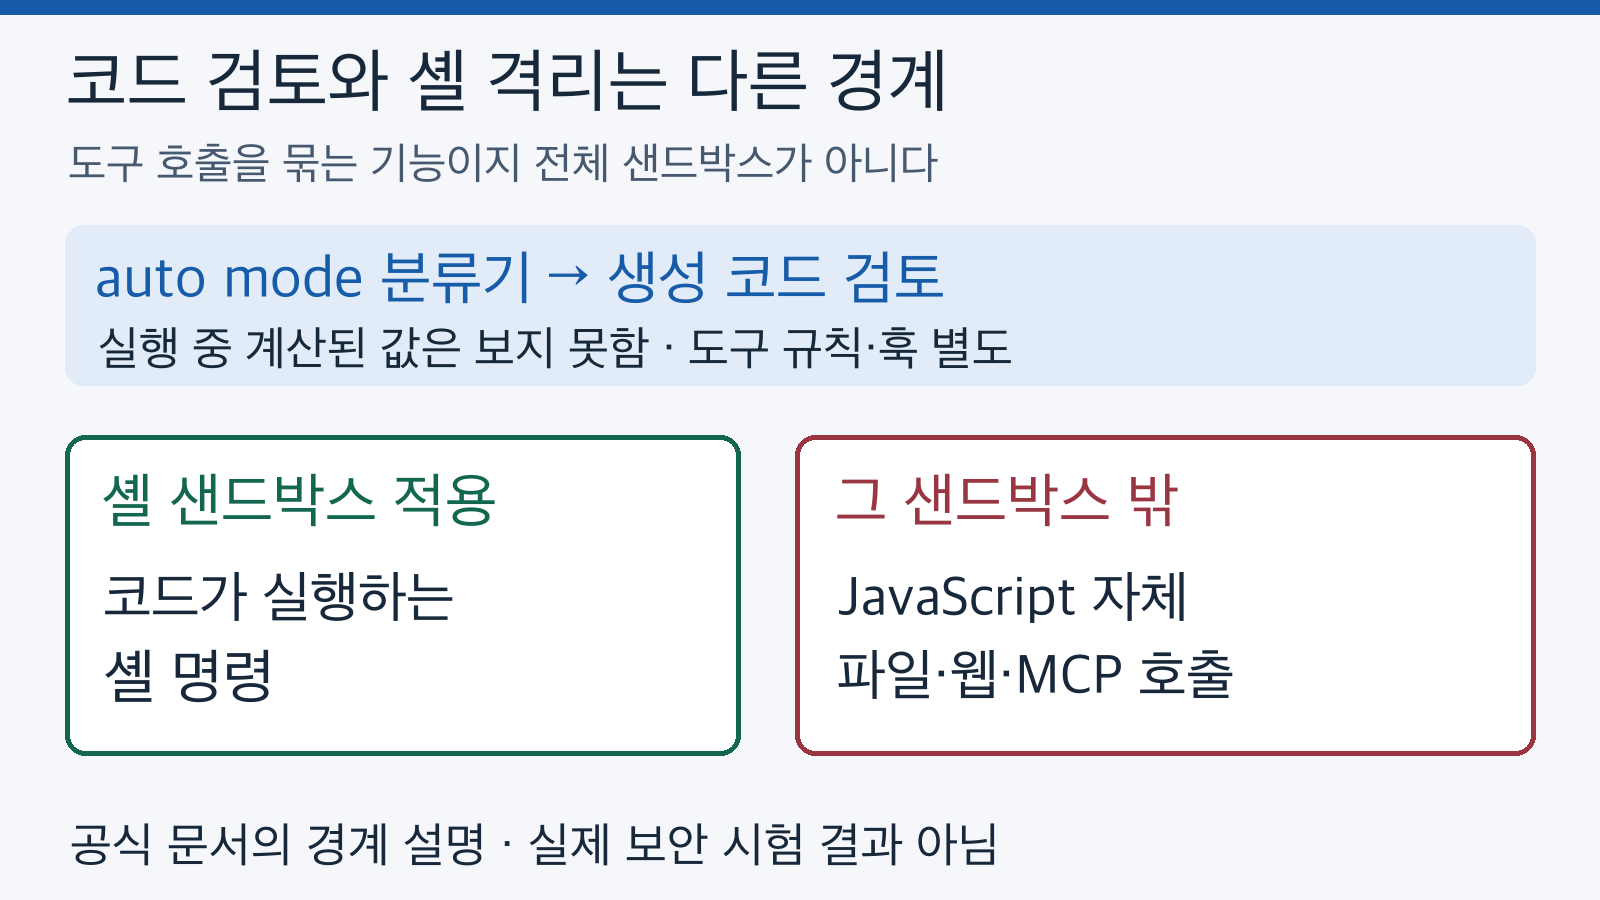 코드 검토와 셸 격리는 다른 경계
도구 호출을 묶는 기능이지 전체 샌드박스가 아니다
auto mode 분류기 → 생성 코드 검토
실행 중 계산된 값은 보지 못함 · 도구 규칙·훅 별도
셸 샌드박스 적용
코드가 실행하는
셸 명령
그 샌드박스 밖
JavaScript 자체
파일·웹·MCP 호출
공식 문서의 경계 설명 · 실제 보안 시험 결과 아님